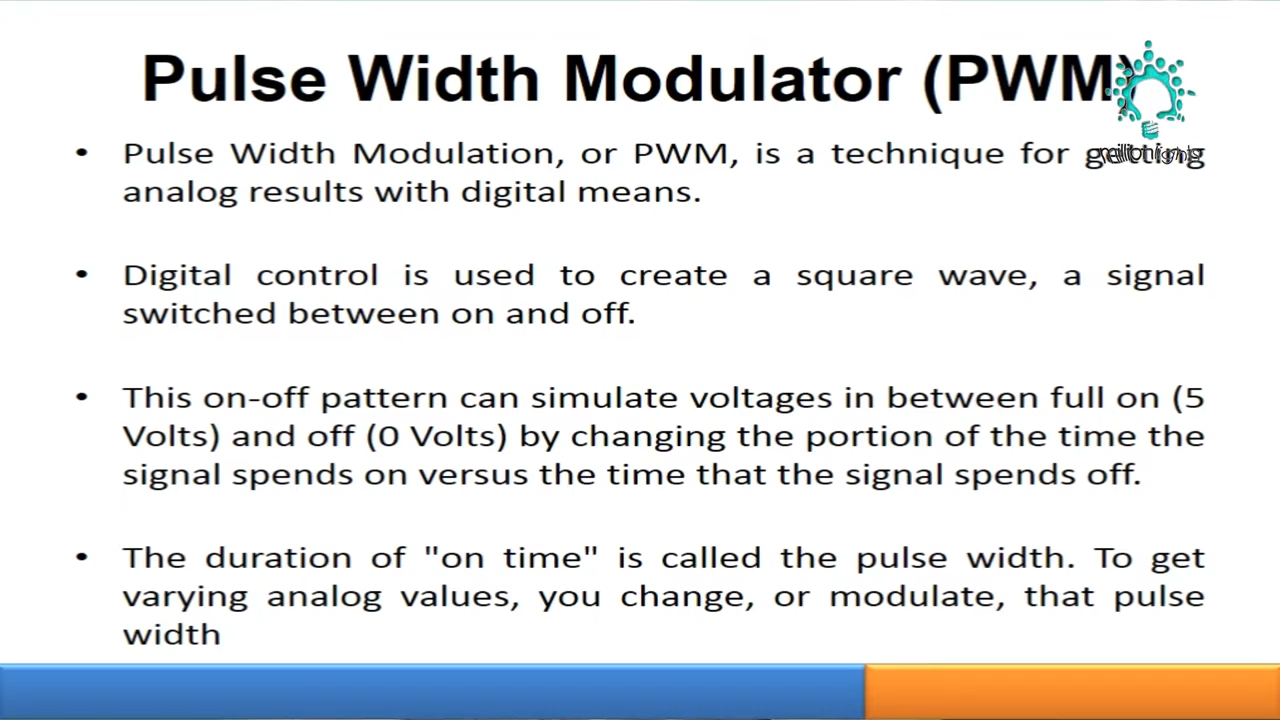 Pulse Width Modulator (PWM)
• Pulse Width Modulation, or PWM, is a technique for getting
analog results with digital means.
• Digital control is used to create a square wave, a signal
switched between on and off.
• This on-off pattern can simulate voltages in between full on (5
Volts) and off (0 Volts) by changing the portion of the time the
signal spends on versus the time that the signal spends off.
• The duration of "on time" is called the pulse width. To get
varying analog values, you change, or modulate, that pulse
width